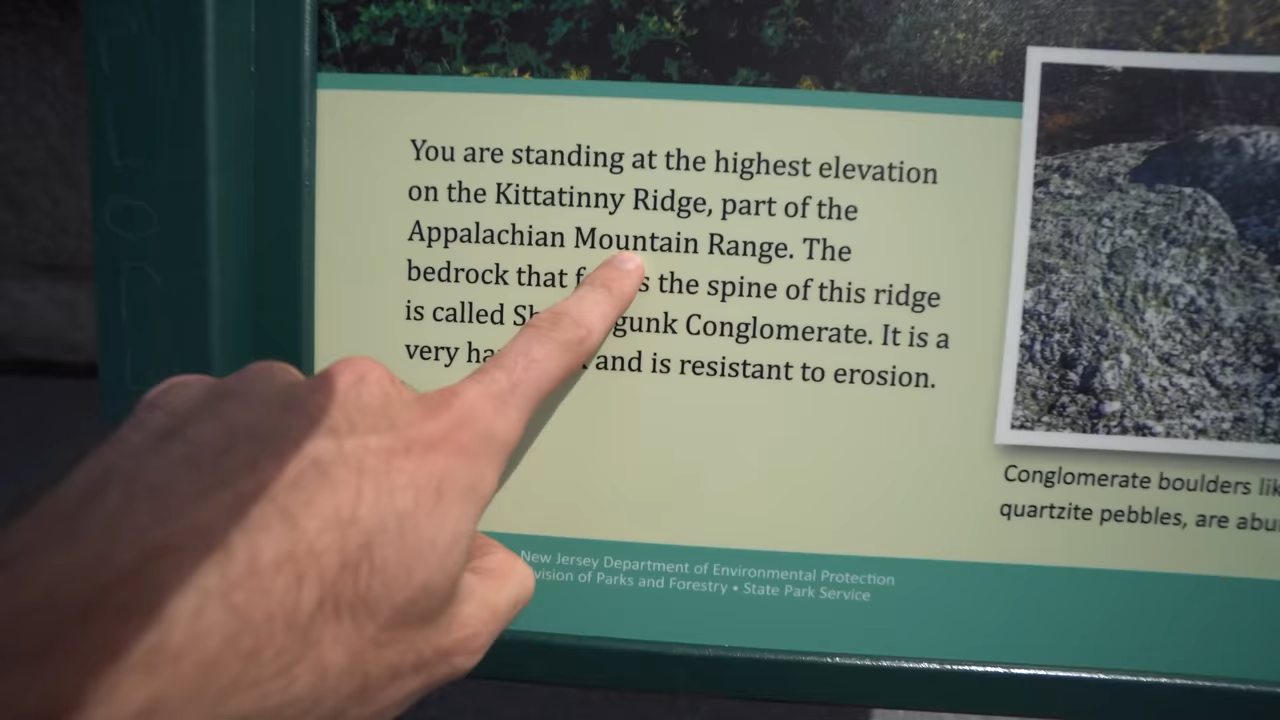 You are standing at the highest elevation
on the Kittatinny Ridge, part of the
Appalachian Mountain Range. The
bedrock that the spine of this ridge
is called Conglomerate. It is a
very and is resistant to erosion.
Conglomerate boulders
quartzite pebbles, are
New Jersey Department of Environmental Protection
of Parks and Forestry • State Park Service